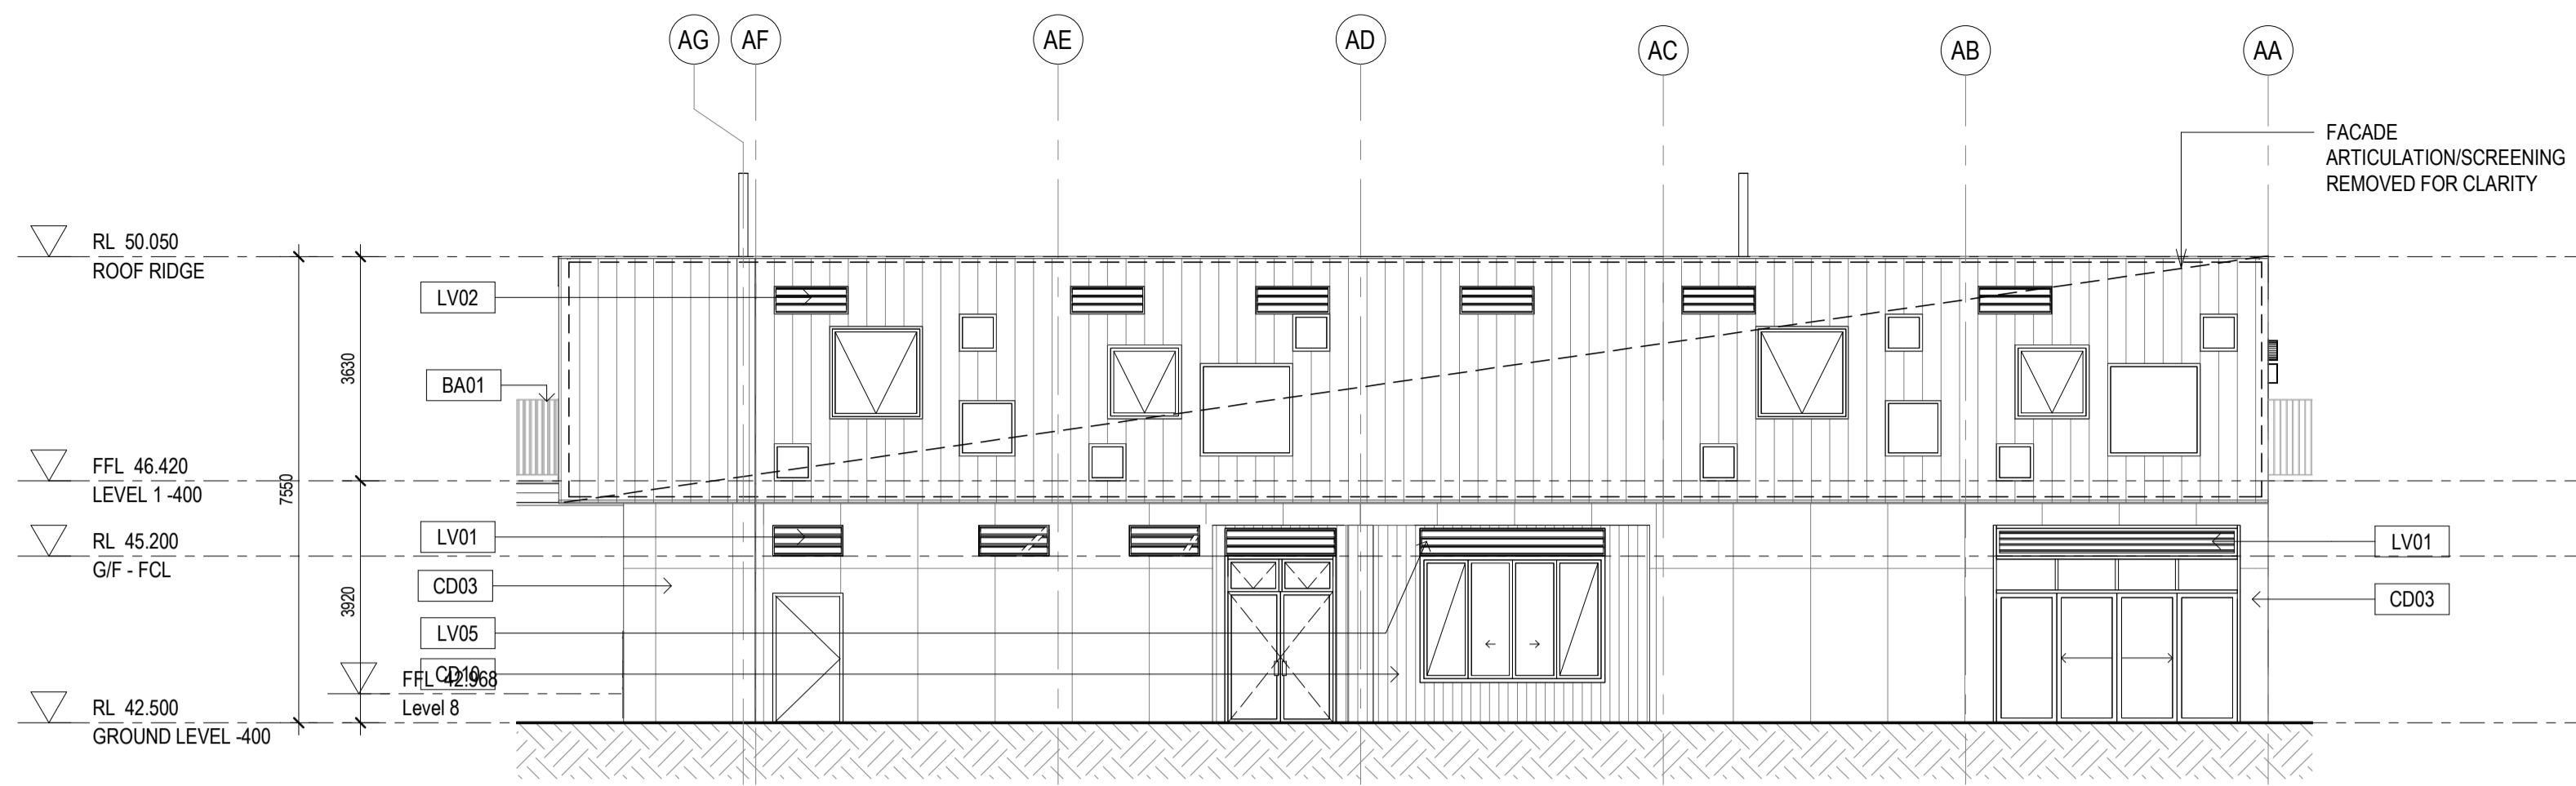 AG
AF
AE
AD
AC
AB
AA
FACADE
ARTICULATION/SCREENING
REMOVED FOR CLARITY
RL 50.050
ROOF RIDGE
LV02
3630
BA01
FFL 46.420
LEVEL 1 -400
7550
RL 45.200
G/F - FCL
LV01
LV01
CD03
CD03
3920
LV05
CD10
FFL 42.968
Level 8
RL 42.500
GROUND LEVEL -400